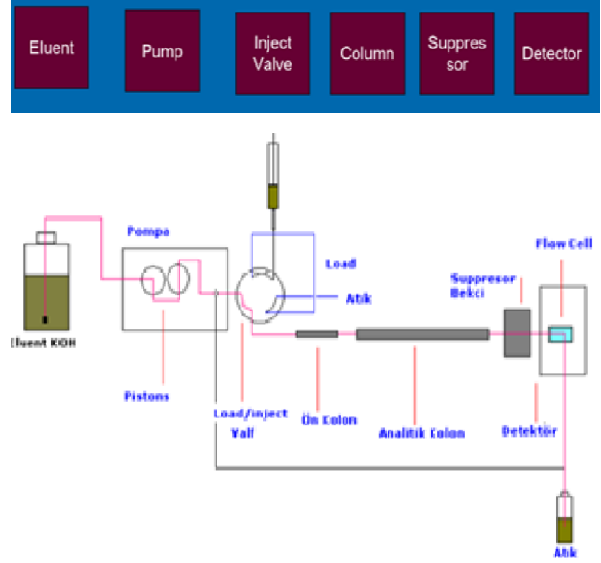 Eluent
Pump
Inject
Valve
Column
Suppres
sor
Detector
Pompa
Flow Cell
Load
Suppresor
Bekci
Atık
Eluent KOH
Pistons
Load/inject
Valf
Ön Colon
Analitik Colon
Detektör
Atık